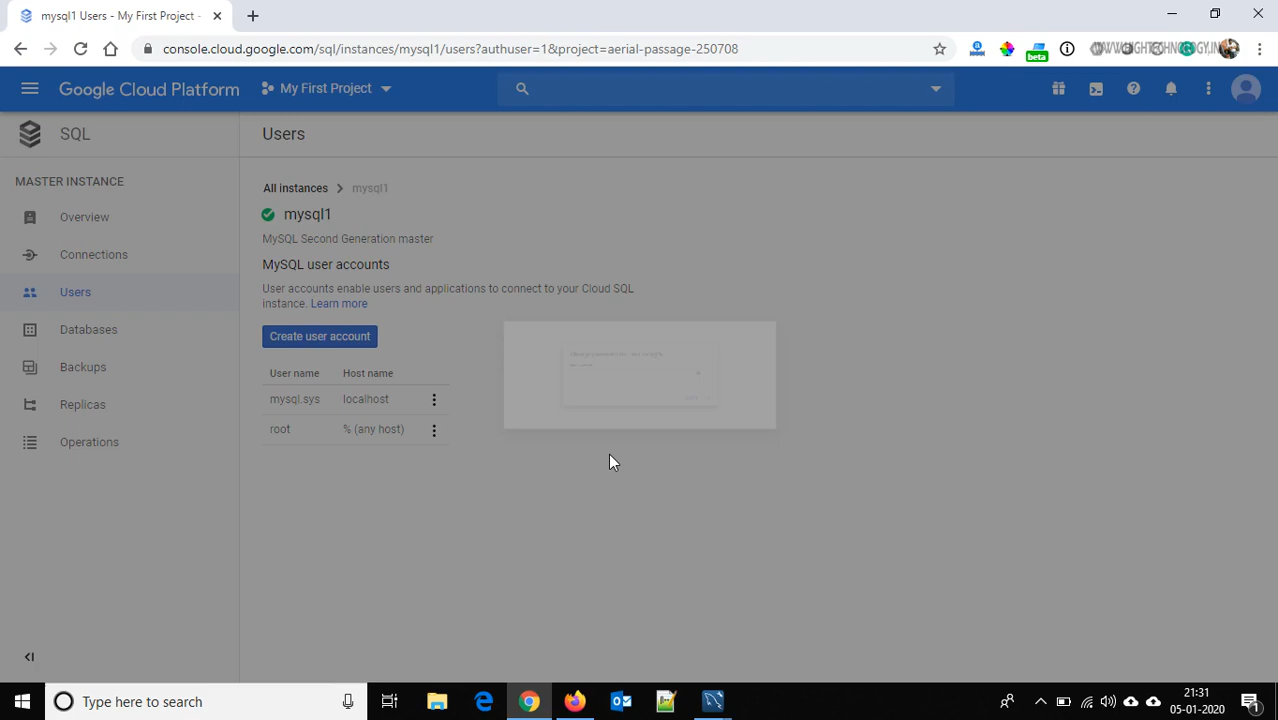 mysql1 Users - My First Project -
console.cloud.google.com/sql/instances/mysql1/users?authuser=1&project=aerial-passage-250708
beta
Google Cloud Platform
My First Project
SQL
Users
MASTER INSTANCE
Overview
Connections
Users
Databases
Backups
Replicas
Operations
All instances
mysql1
mysql1
MySQL Second Generation master
MySQL user accounts
User accounts enable users and applications to connect to your Cloud SQL
instance. Learn more
Create user account
User name Host name
mysql.sys localhost
root % (any host)
Type here to search
21:31
05-01-2020
1